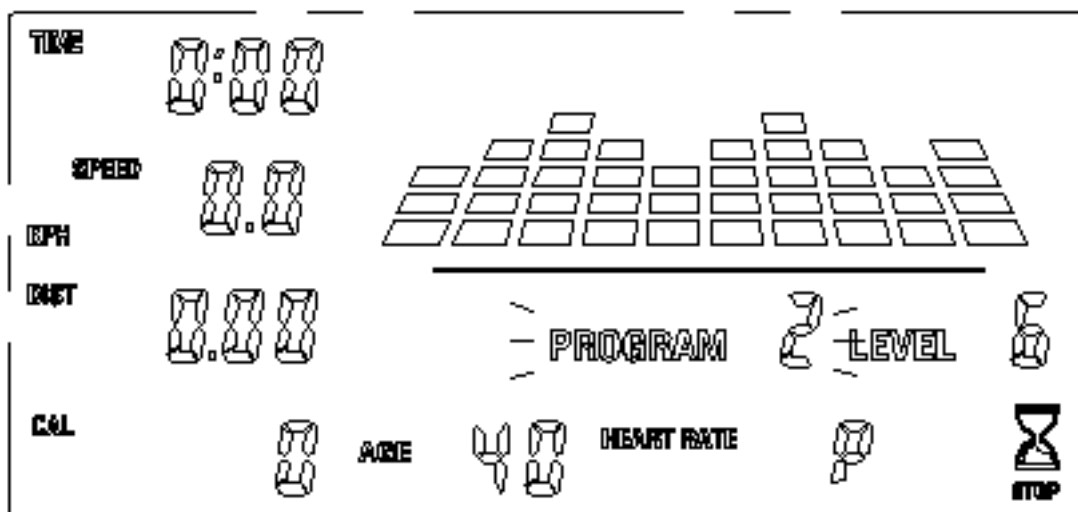 TIME 0:00
SPEED 0.0
DIST 0.00
PROGRAM 2 LEVEL 6
CAL 0 AGE 40 HEART RATE P
STOP